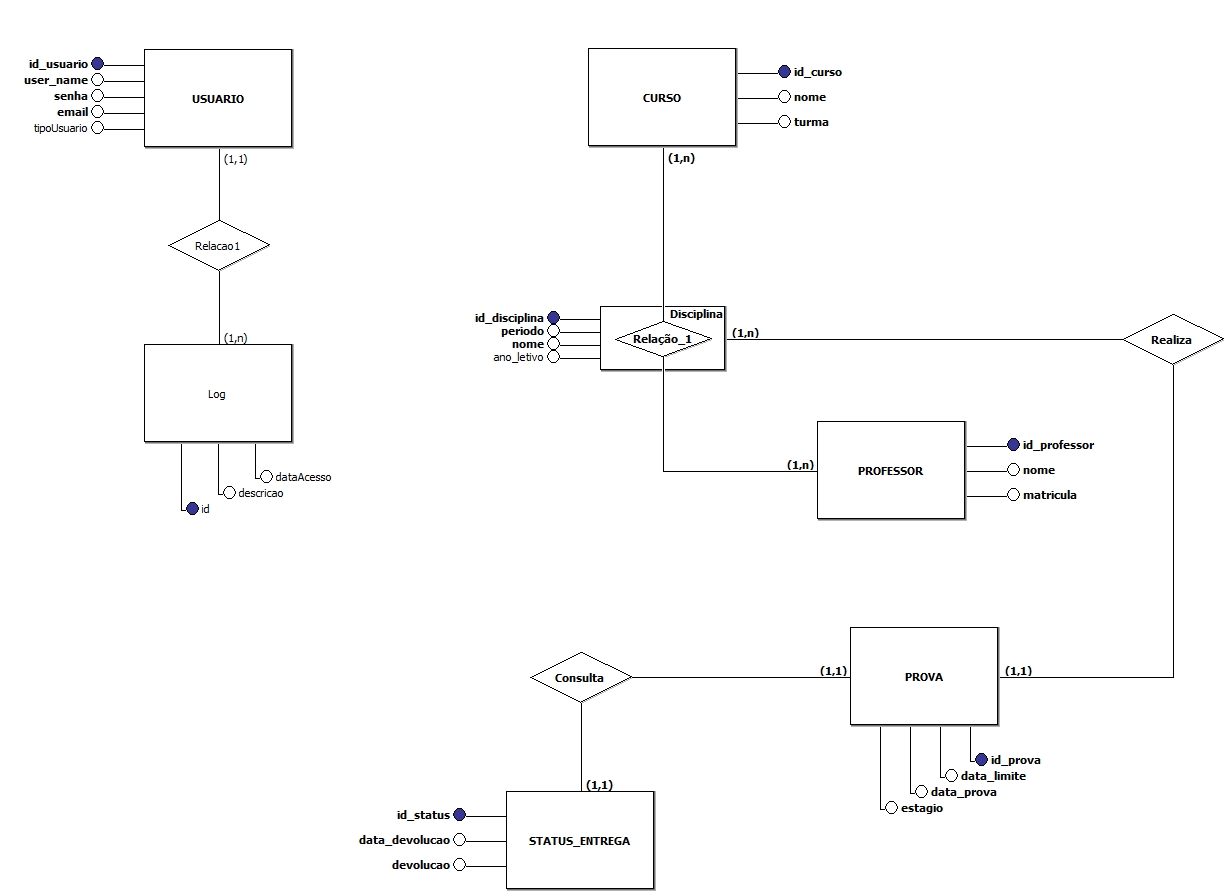 id_usuario
user_name
senha
email
tipoUsuario
USUARIO
(1,1)
Relacao1
(1,n)
Log
dataAcesso
descricao
id
CURSO
id_curso
nome
turma
(1,n)
Disciplina
id_disciplina
periodo
nome
ano_letivo
Relação_1
(1,n)
Realiza
(1,n)
PROFESSOR
id_professor
nome
matricula
Consulta
(1,1)
PROVA
(1,1)
id_prova
data_limite
data_prova
estagio
(1,1)
id_status
data_devolucao
devolucao
STATUS_ENTREGA